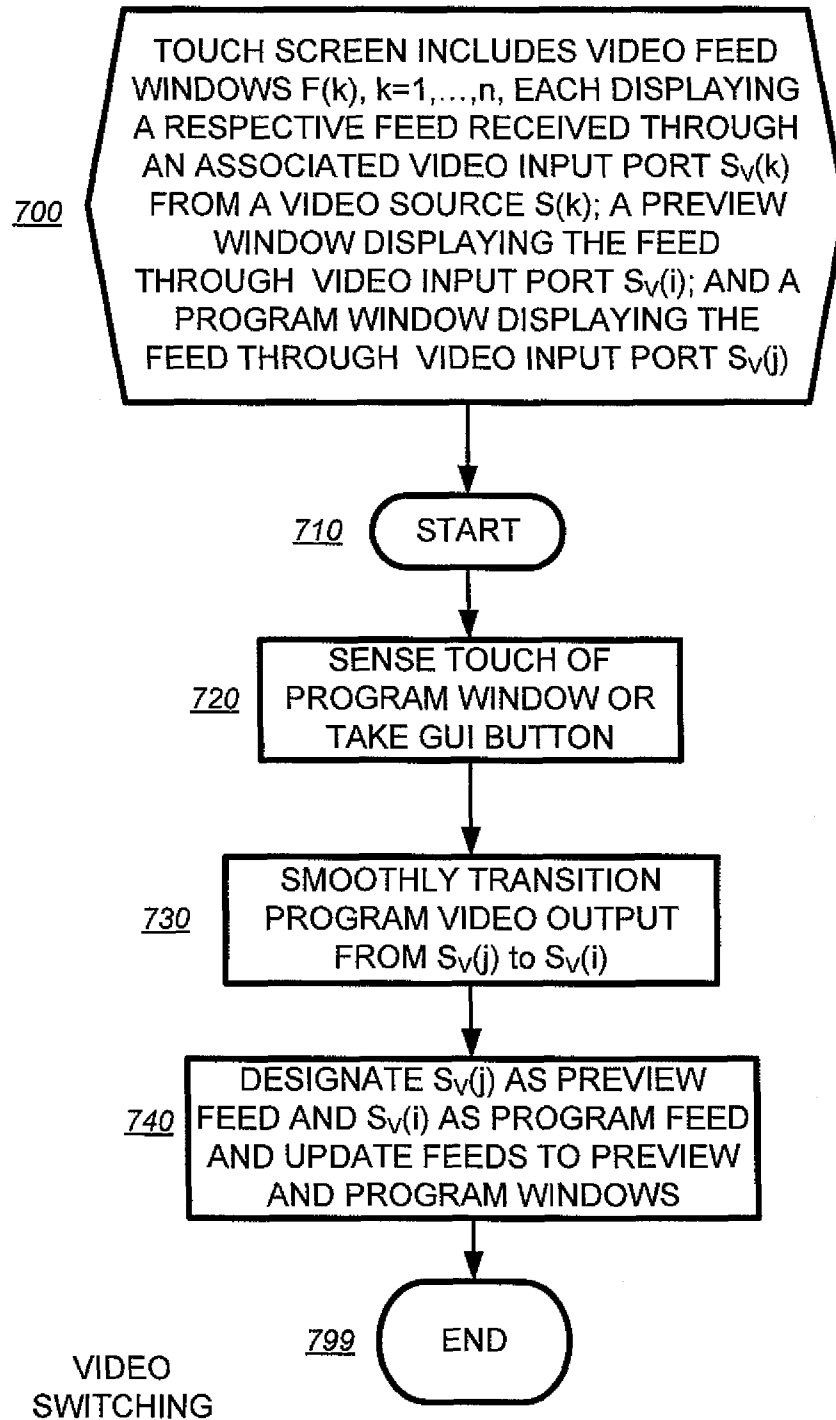 TOUCH SCREEN INCLUDES VIDEO FEED
WINDOWS F(k), k=1,...,n, EACH DISPLAYING
A RESPECTIVE FEED RECEIVED THROUGH
AN ASSOCIATED VIDEO INPUT PORT SV(k)
FROM A VIDEO SOURCE S(k); A PREVIEW
WINDOW DISPLAYING THE FEED
THROUGH VIDEO INPUT PORT SV(i); AND A
PROGRAM WINDOW DISPLAYING THE
FEED THROUGH VIDEO INPUT PORT SV(j)
700
710
START
720
SENSE TOUCH OF
PROGRAM WINDOW OR
TAKE GUI BUTTON
730
SMOOTHLY TRANSITION
PROGRAM VIDEO OUTPUT
FROM SV(j) to SV(i)
740
DESIGNATE SV(j) AS PREVIEW
FEED AND SV(i) AS PROGRAM FEED
AND UPDATE FEEDS TO PREVIEW
AND PROGRAM WINDOWS
799
END
VIDEO
SWITCHING